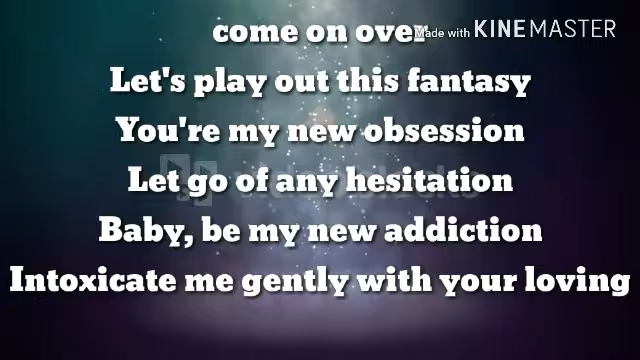 come on over
Made with KINEMASTER
Let's play out this fantasy
You're my new obsession
Let go of any hesitation
Baby, be my new addiction
Intoxicate me gently with your loving